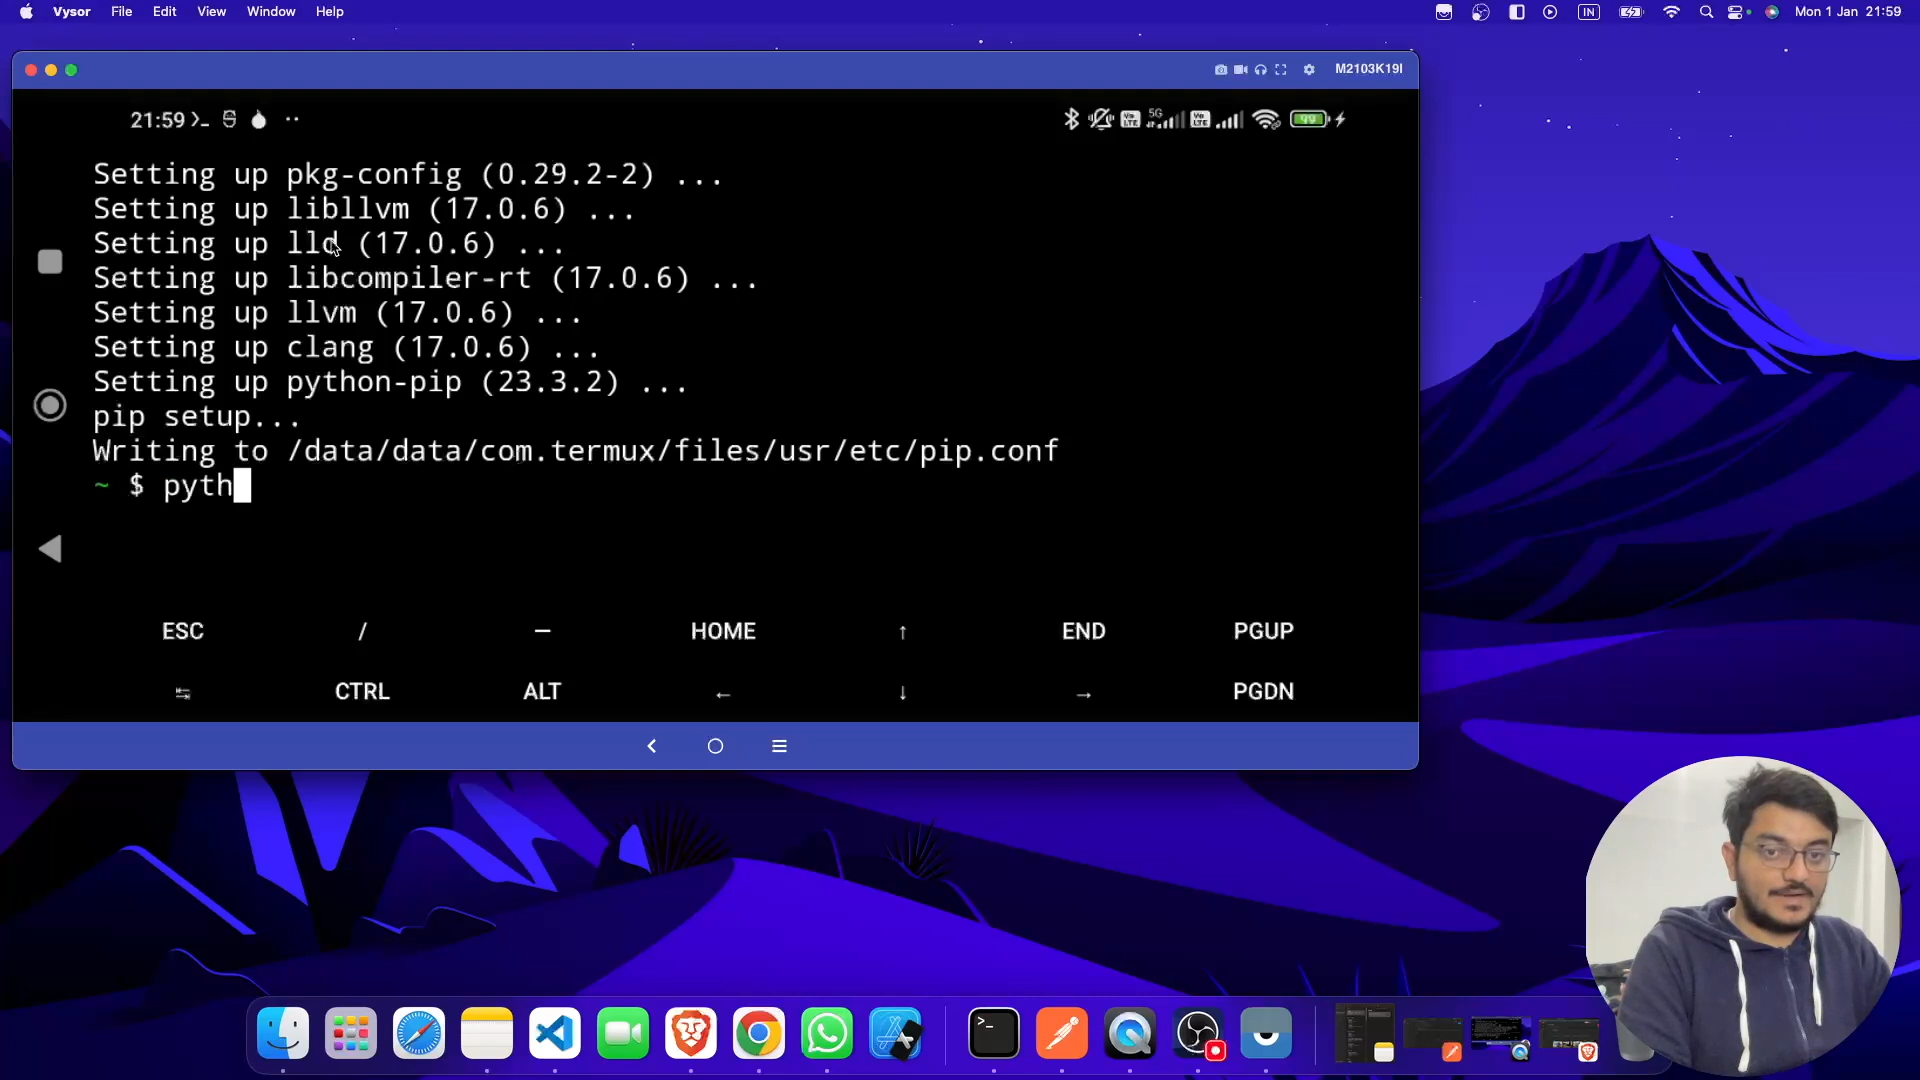 Vysor File Edit View Window Help
IN
Mon 1 Jan 21:59
M2103K19I
21:59
5G
99
Setting up pkg-config (0.29.2-2) ...
Setting up libllvm (17.0.6) ...
Setting up lld (17.0.6) ...
Setting up libcompiler-rt (17.0.6) ...
Setting up llvm (17.0.6) ...
Setting up clang (17.0.6) ...
Setting up python-pip (23.3.2) ...
pip setup...
Writing to /data/data/com.termux/files/usr/etc/pip.conf
~ $ pyth
ESC / — HOME ↑ END PGUP
↹ CTRL ALT ← ↓ → PGDN